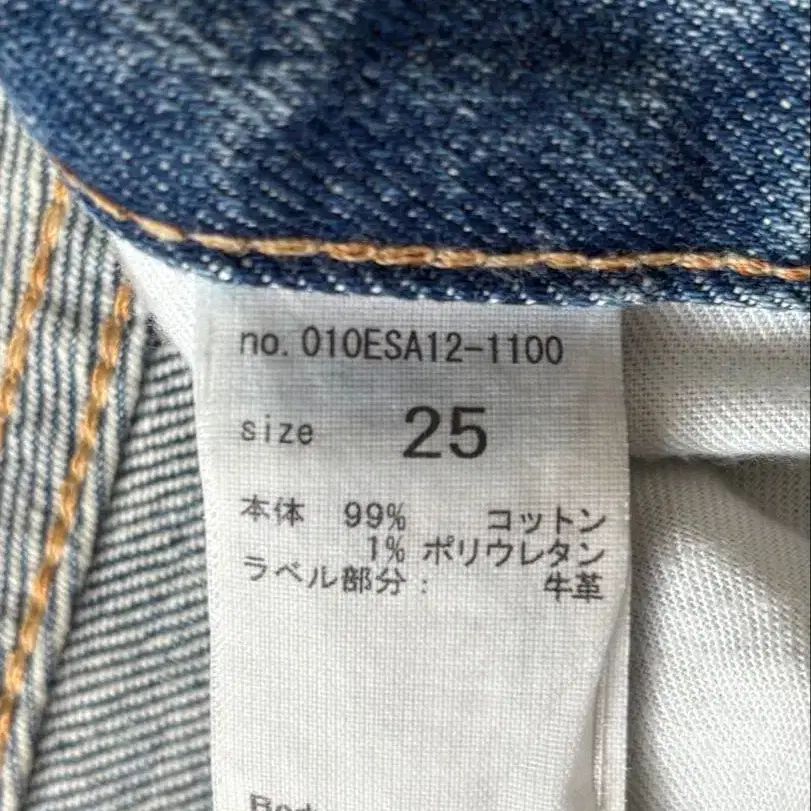 no. 010ESA12-1100
size 25
本体 99% コットン
1% ポリウレタン
ラベル部分: 牛革